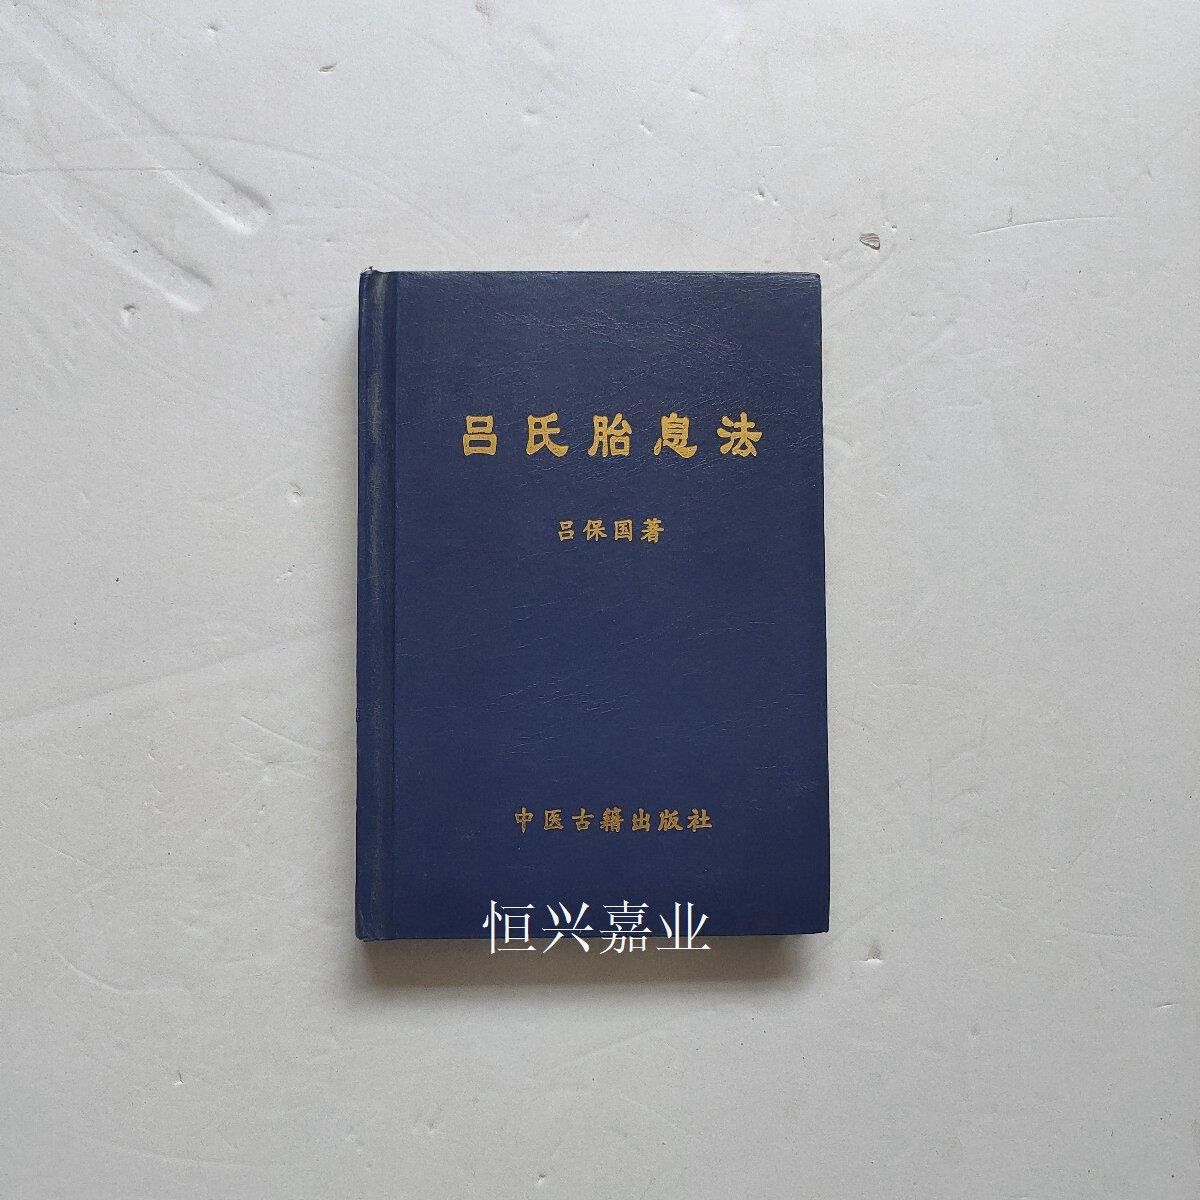 吕氏胎息法
吕保国著
中医古籍出版社
恒兴嘉业